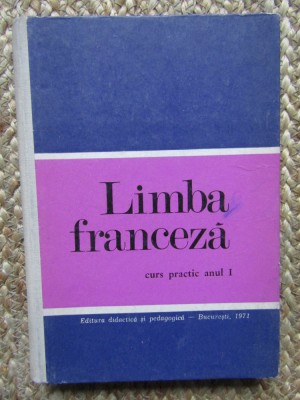 Limba
franceză
curs practic anul I
Editura didactică și pedagogică — București, 1971